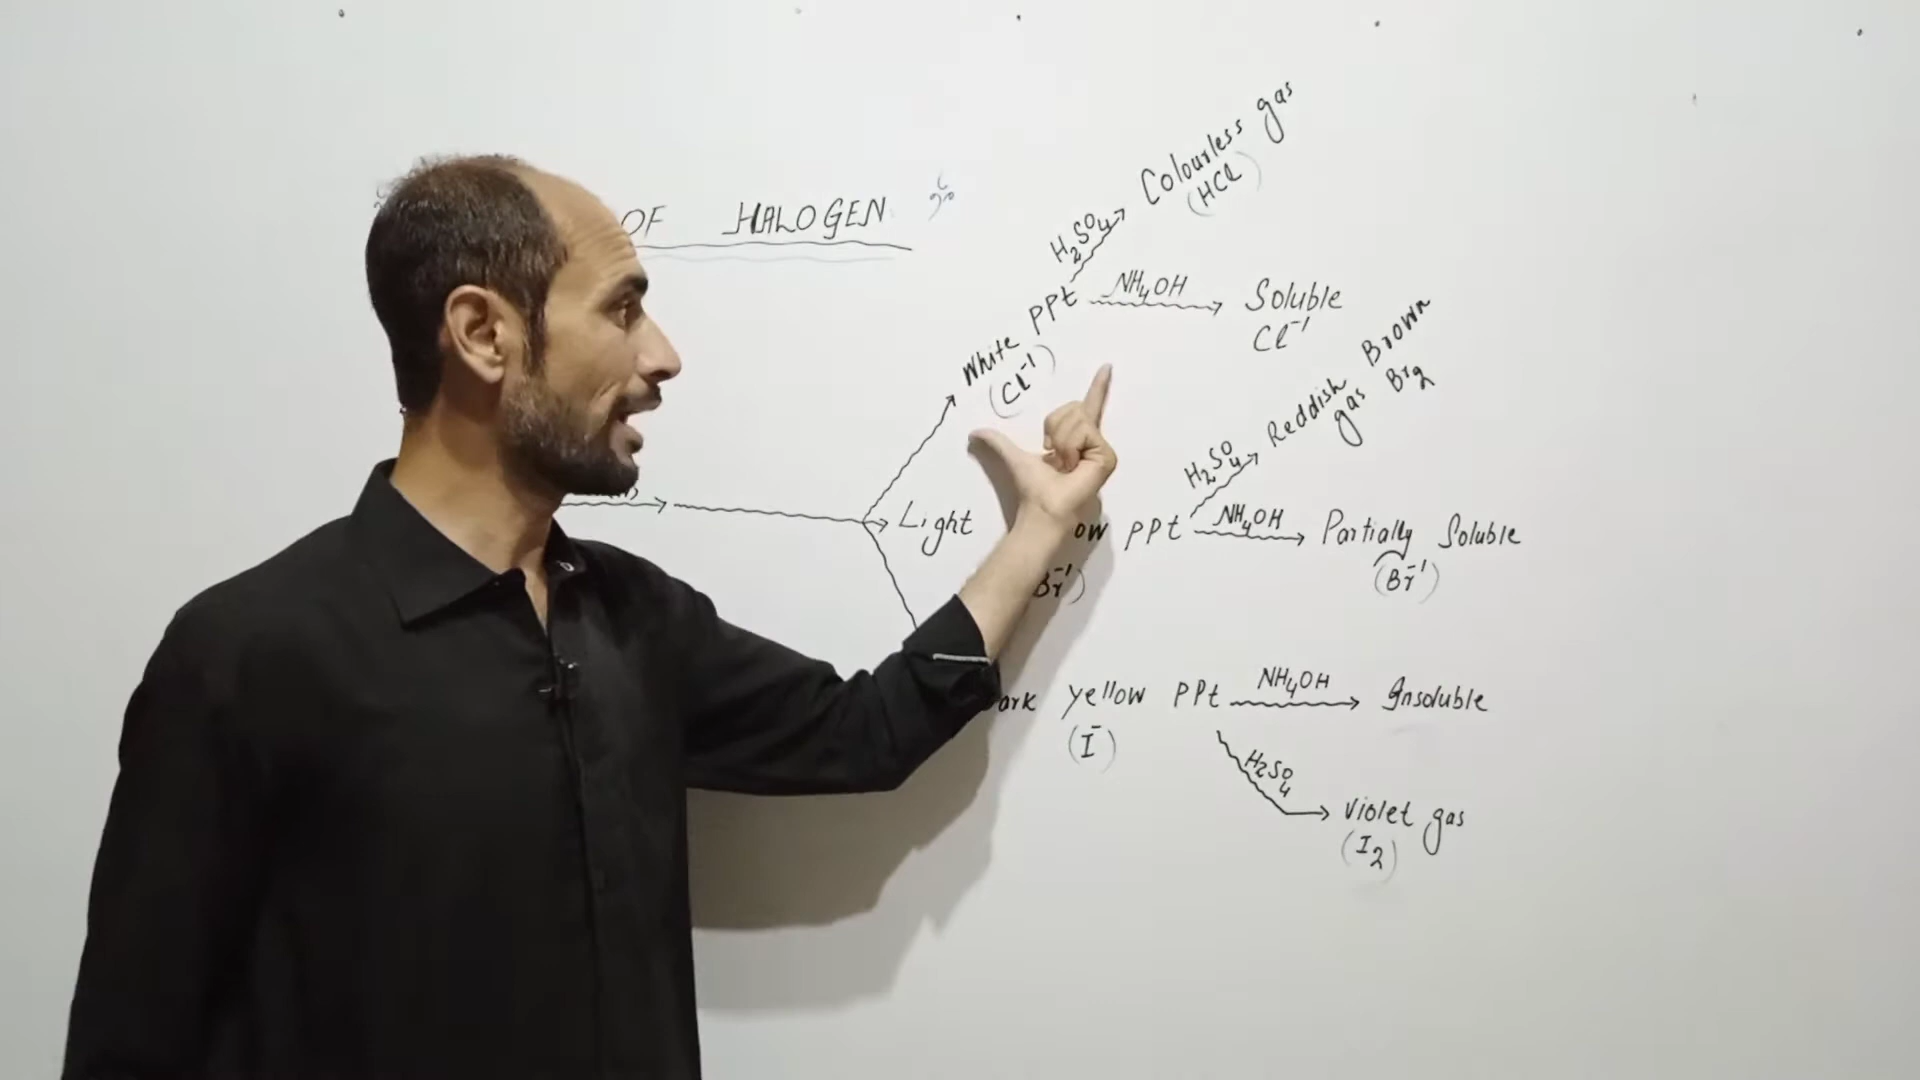 OF HALOGEN
H2SO4
Colourless gas
(HCl)
White PPt
(Cl⁻¹)
NH4OH
Soluble
Cl⁻¹
Light
ow PPt
Br⁻¹)
H2SO4
Reddish Brown
gas Br2
NH4OH
Partially Soluble
(Br⁻¹)
ark yellow PPt
(I⁻)
NH4OH
Insoluble
H2SO4
violet gas
(I2)